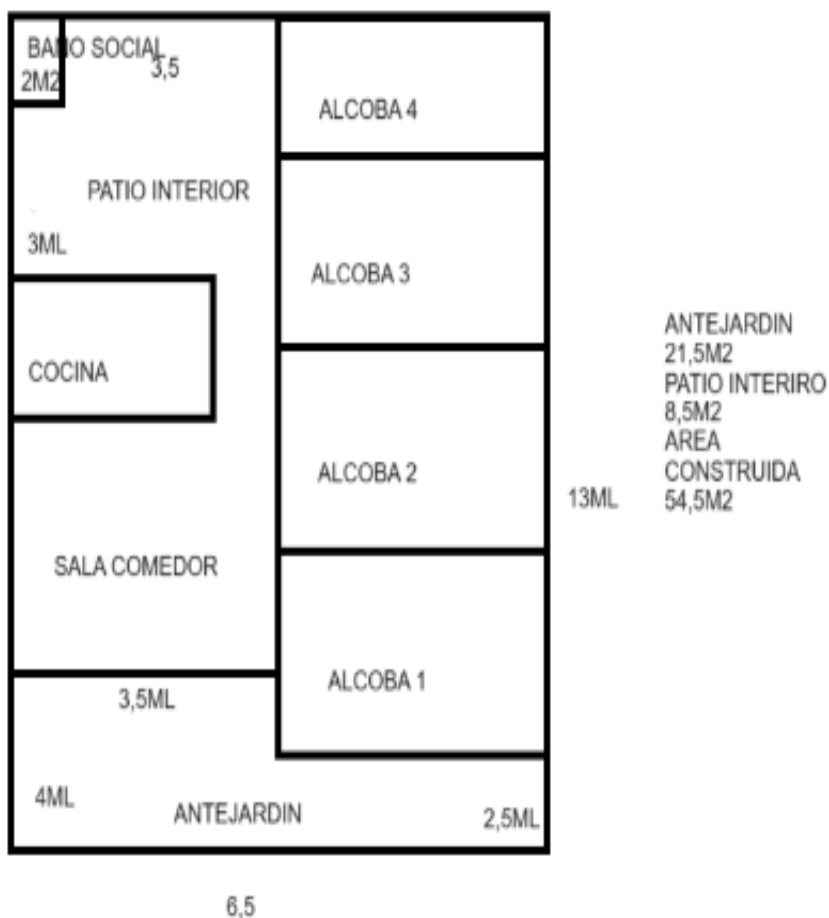 BANO SOCIAL
3,5
2M2
ALCOBA 4
PATIO INTERIOR
3ML
ALCOBA 3
COCINA
ANTEJARDIN
21,5M2
PATIO INTERIRO
8,5M2
AREA
CONSTRUIDA
54,5M2
ALCOBA 2
13ML
SALA COMEDOR
ALCOBA 1
3,5ML
4ML
ANTEJARDIN
2,5ML
6,5